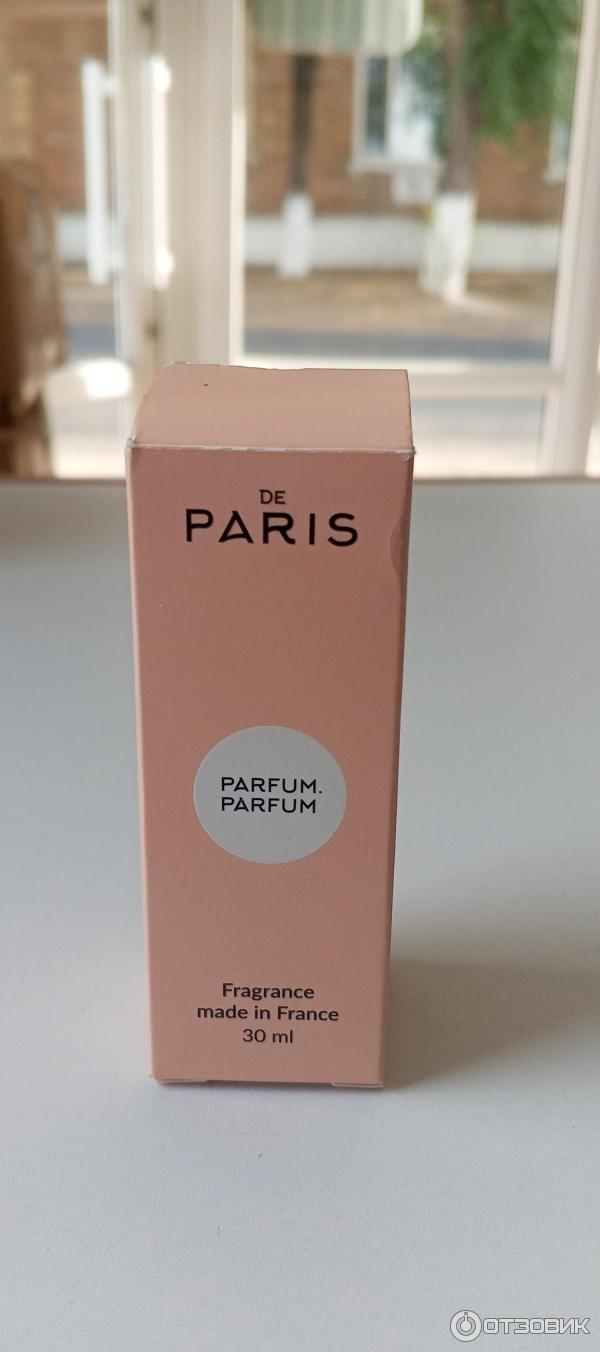 DE
PARIS
PARFUM.
PARFUM
Fragrance
made in France
30 ml
ОТЗОВИК